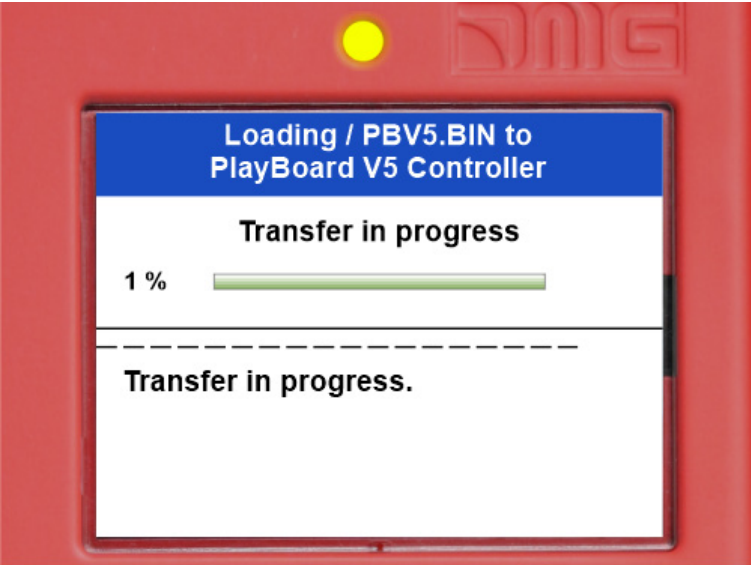 DMG
Loading / PBV5.BIN to
PlayBoard V5 Controller
Transfer in progress
1 %
Transfer in progress.